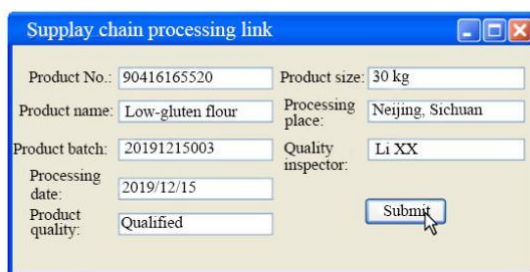 Supplay chain processing link
Product No.: 90416165520 Product size: 30 kg
Product name: Low-gluten flour Processing place: Neijing, Sichuan
Product batch: 20191215003 Quality inspector: Li XX
Processing date: 2019/12/15
Product quality: Qualified
Submit